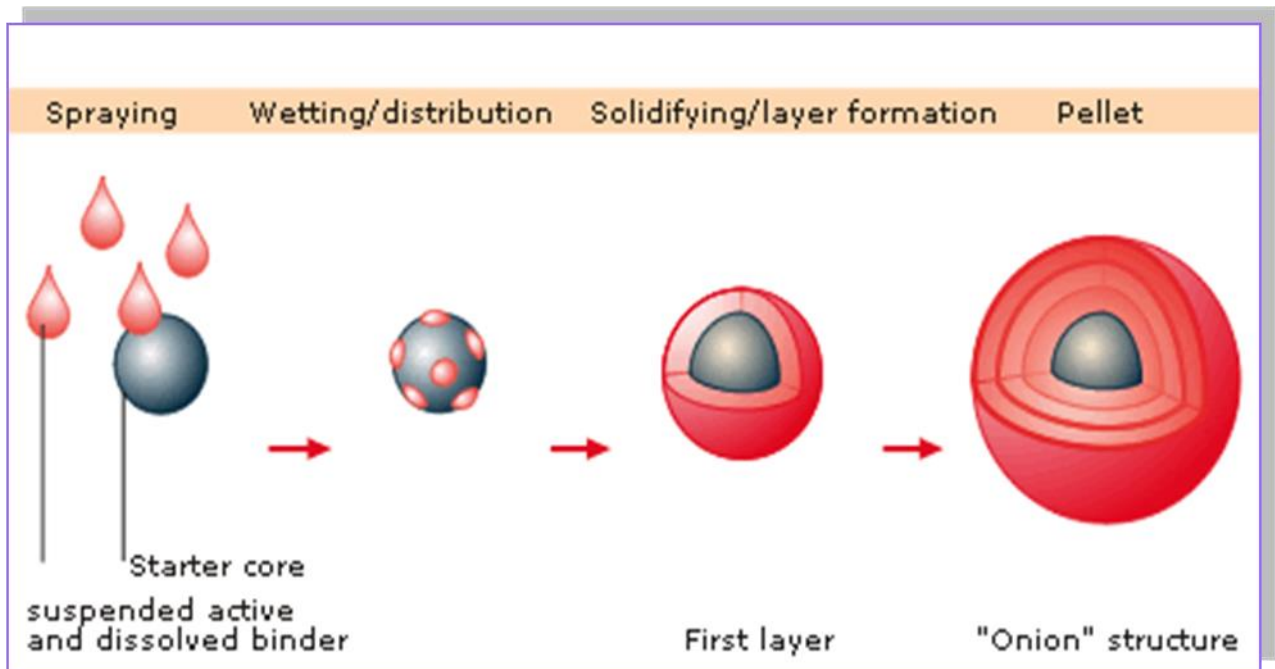 Spraying Wetting/distribution Solidifying/layer formation Pellet
Starter core
suspended active
and dissolved binder
First layer
"Onion" structure